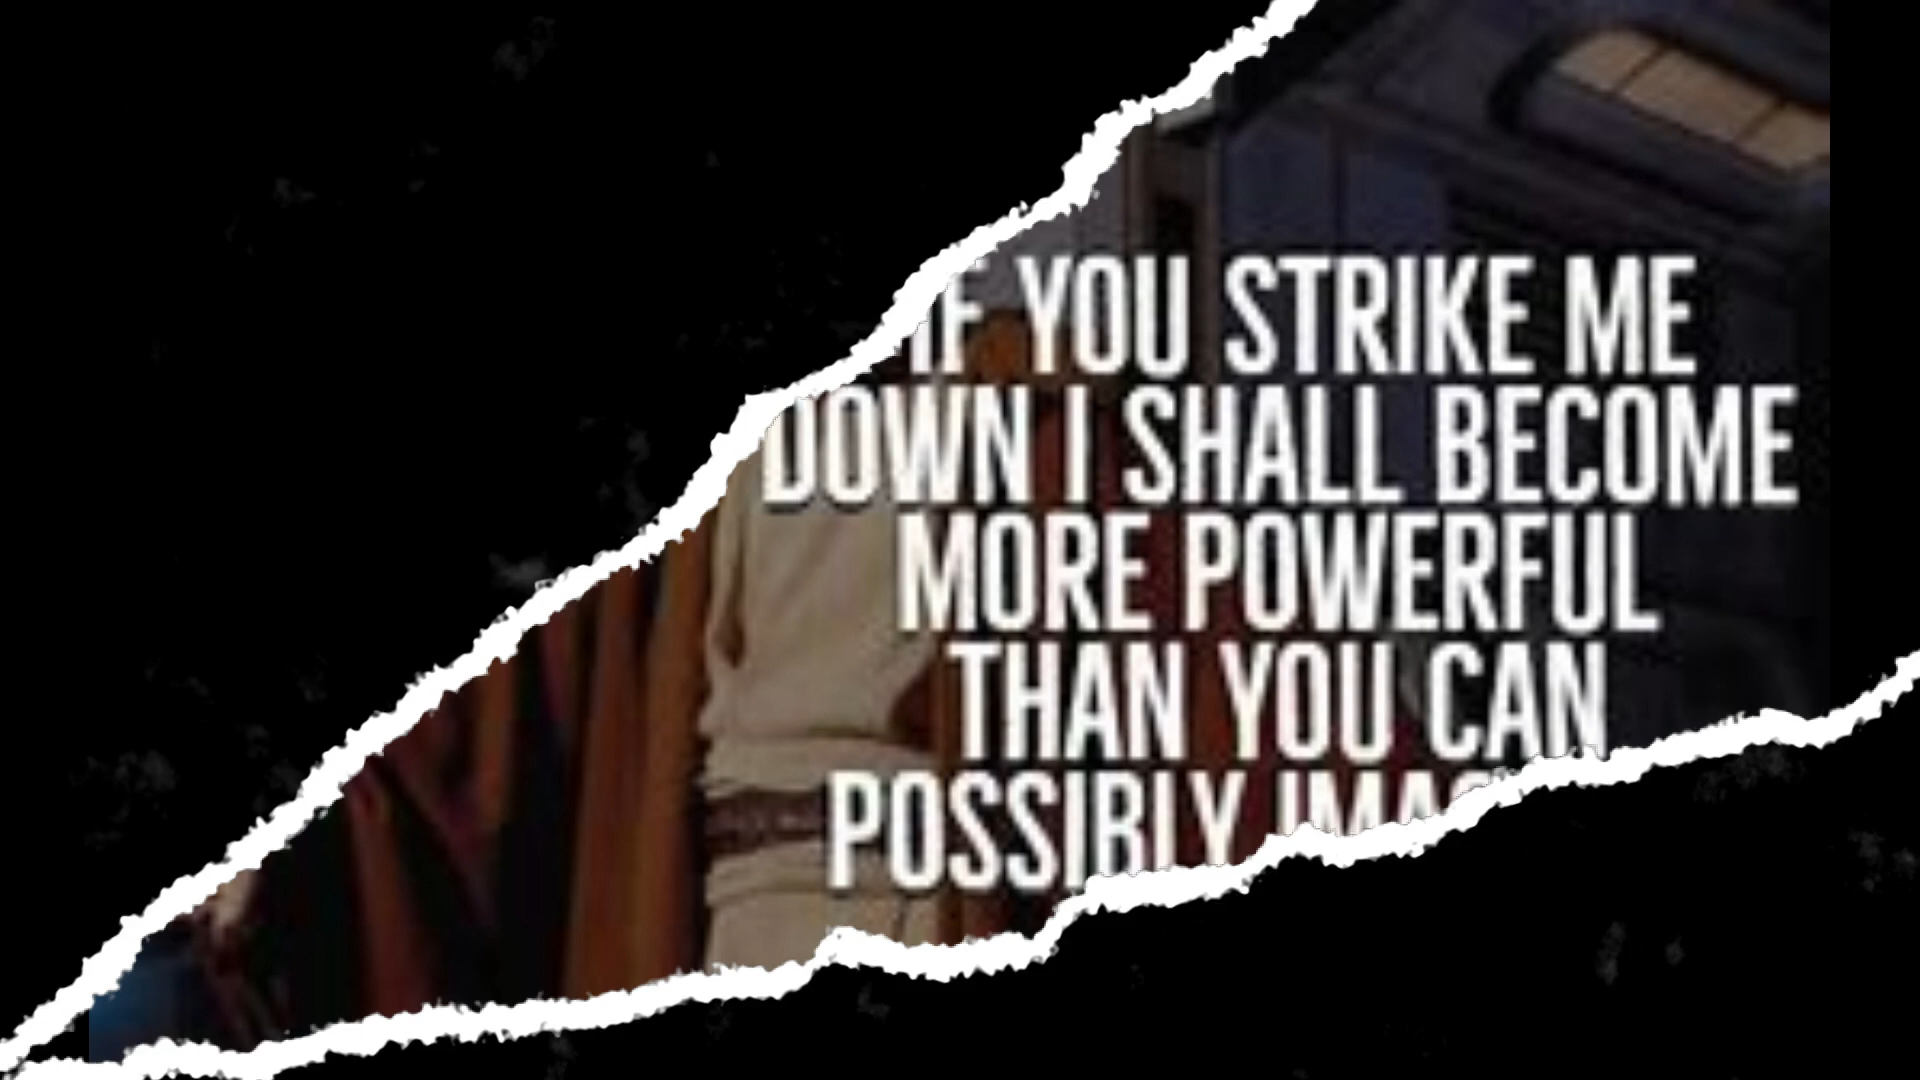 IF YOU STRIKE ME
DOWN I SHALL BECOME
MORE POWERFUL
THAN YOU CAN
POSSIBLY